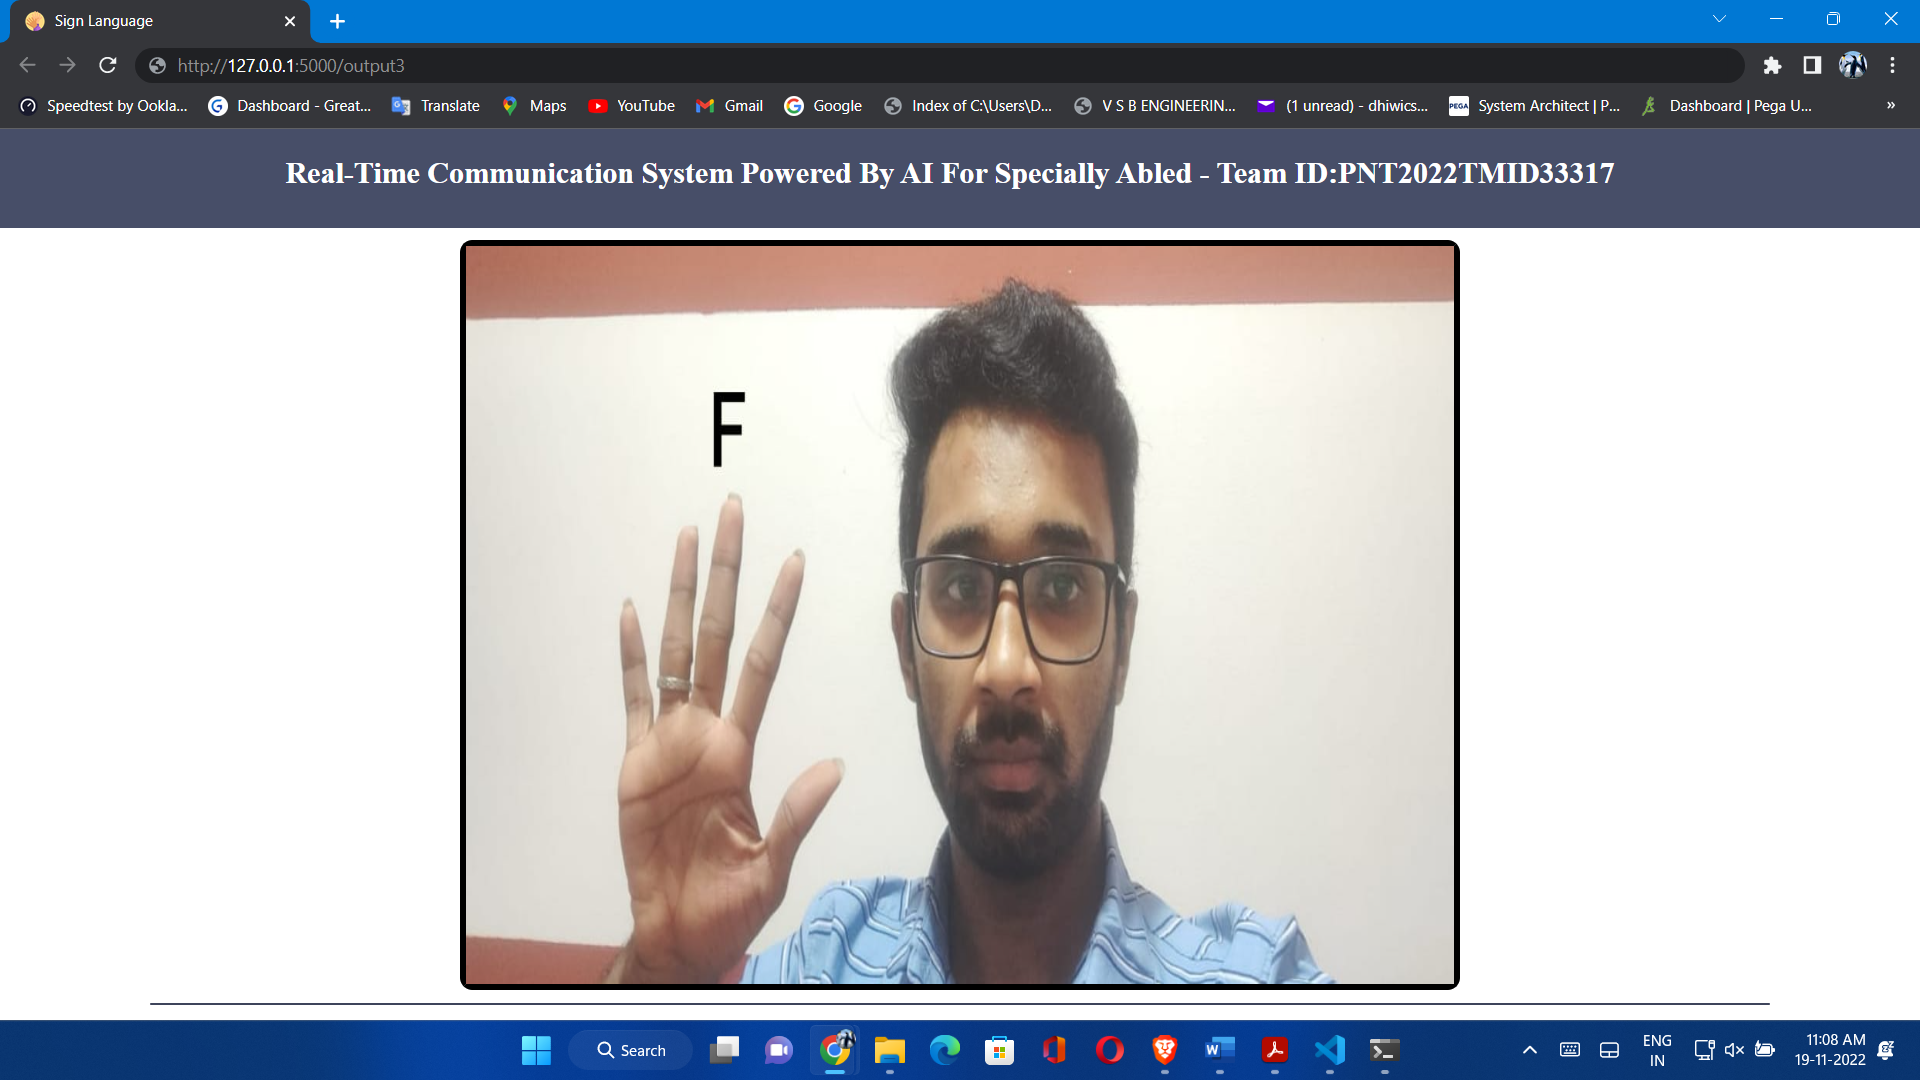 Sign Language
http://127.0.0.1:5000/output3
Speedtest by Ookla... Dashboard - Great... Translate Maps YouTube Gmail Google Index of C:\Users\D... V S B ENGINEERIN... (1 unread) - dhiwics... PEGA System Architect | P... Dashboard | Pega U... »
Real-Time Communication System Powered By AI For Specially Abled - Team ID:PNT2022TMID33317
F
Search
ENG
IN
11:08 AM
19-11-2022